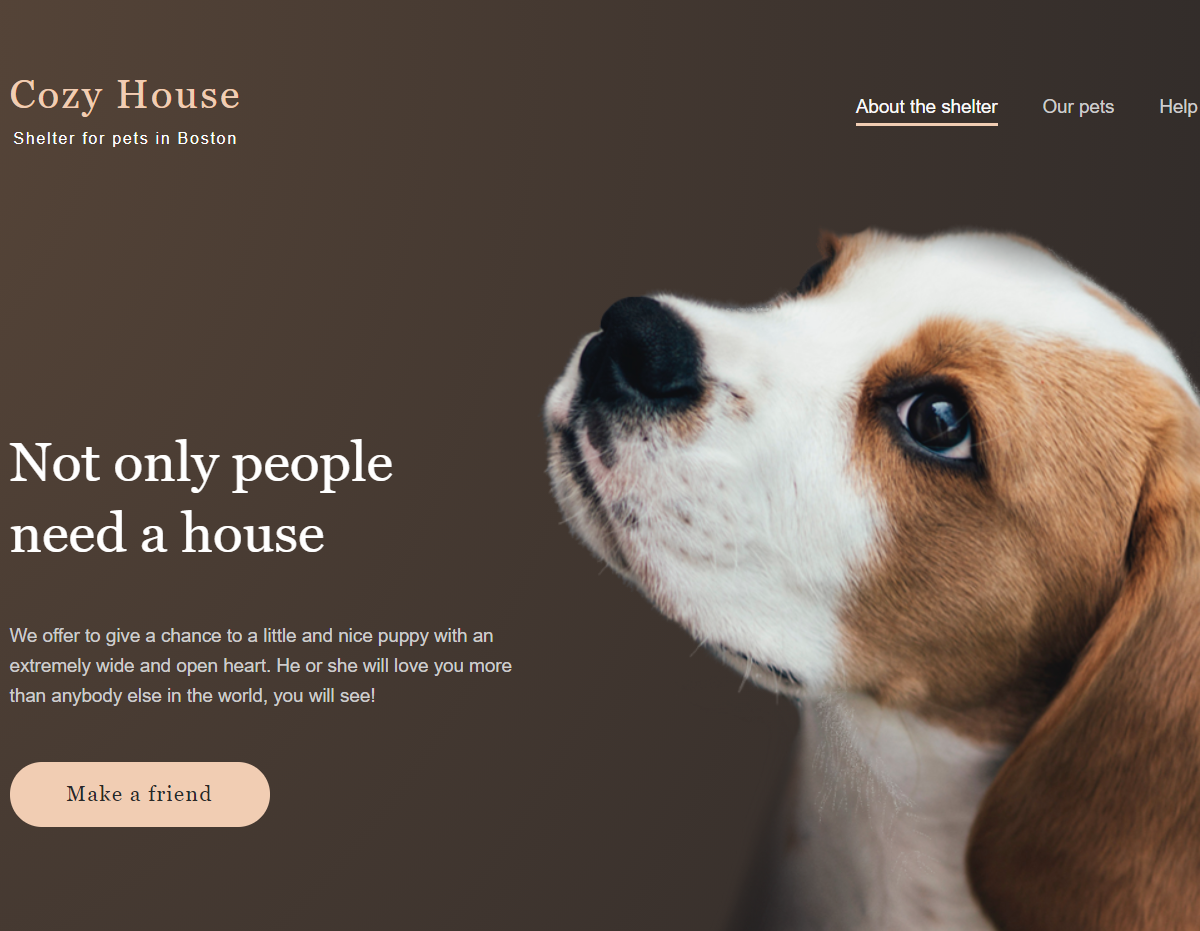 Cozy House
Shelter for pets in Boston
About the shelter Our pets Help
Not only people
need a house
We offer to give a chance to a little and nice puppy with an
extremely wide and open heart. He or she will love you more
than anybody else in the world, you will see!
Make a friend